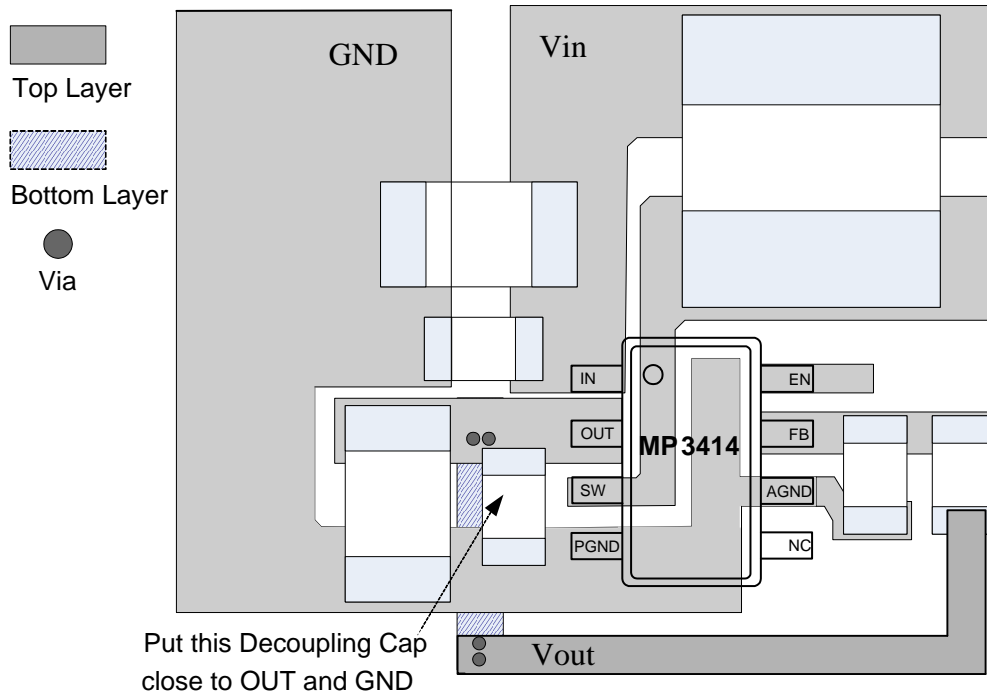 GND
Vin
Top Layer
Bottom Layer
Via
IN
EN
OUT
MP3414
FB
SW
AGND
PGND
NC
Put this Decoupling Cap
close to OUT and GND
Vout